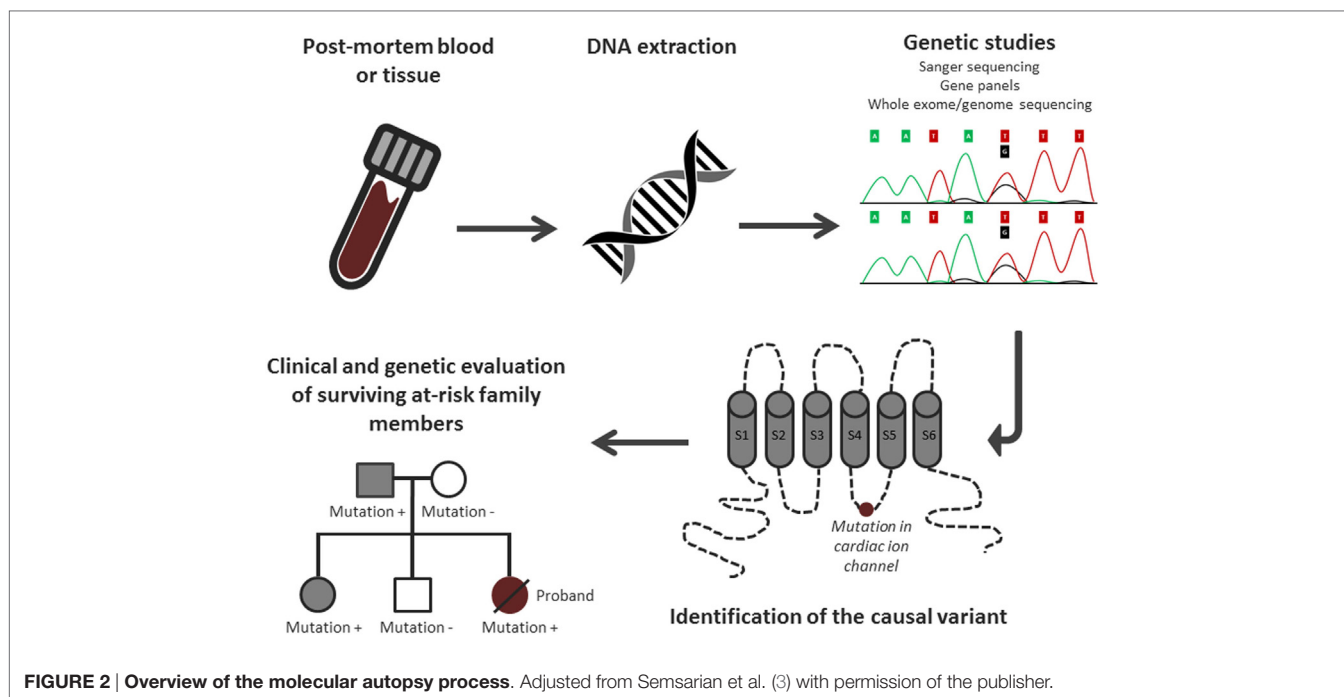 Post-mortem blood
or tissue
DNA extraction
Genetic studies
Sanger sequencing
Gene panels
Whole exome/genome sequencing
A A T A T T T
G
A A T A T T T
G
Clinical and genetic evaluation
of surviving at-risk family
members
Mutation + Mutation -
Proband
Mutation + Mutation - Mutation +
S1 S2 S3 S4 S5 S6
Mutation in
cardiac ion
channel
Identification of the causal variant
FIGURE 2 | Overview of the molecular autopsy process. Adjusted from Semsarian et al. (3) with permission of the publisher.